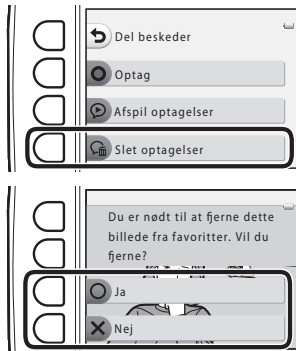 Del beskeder
Optag
Afspil optagelser
Slet optagelser
Du er nødt til at fjerne dette
billede fra favoritter. Vil du
fjerne?
Ja
Nej